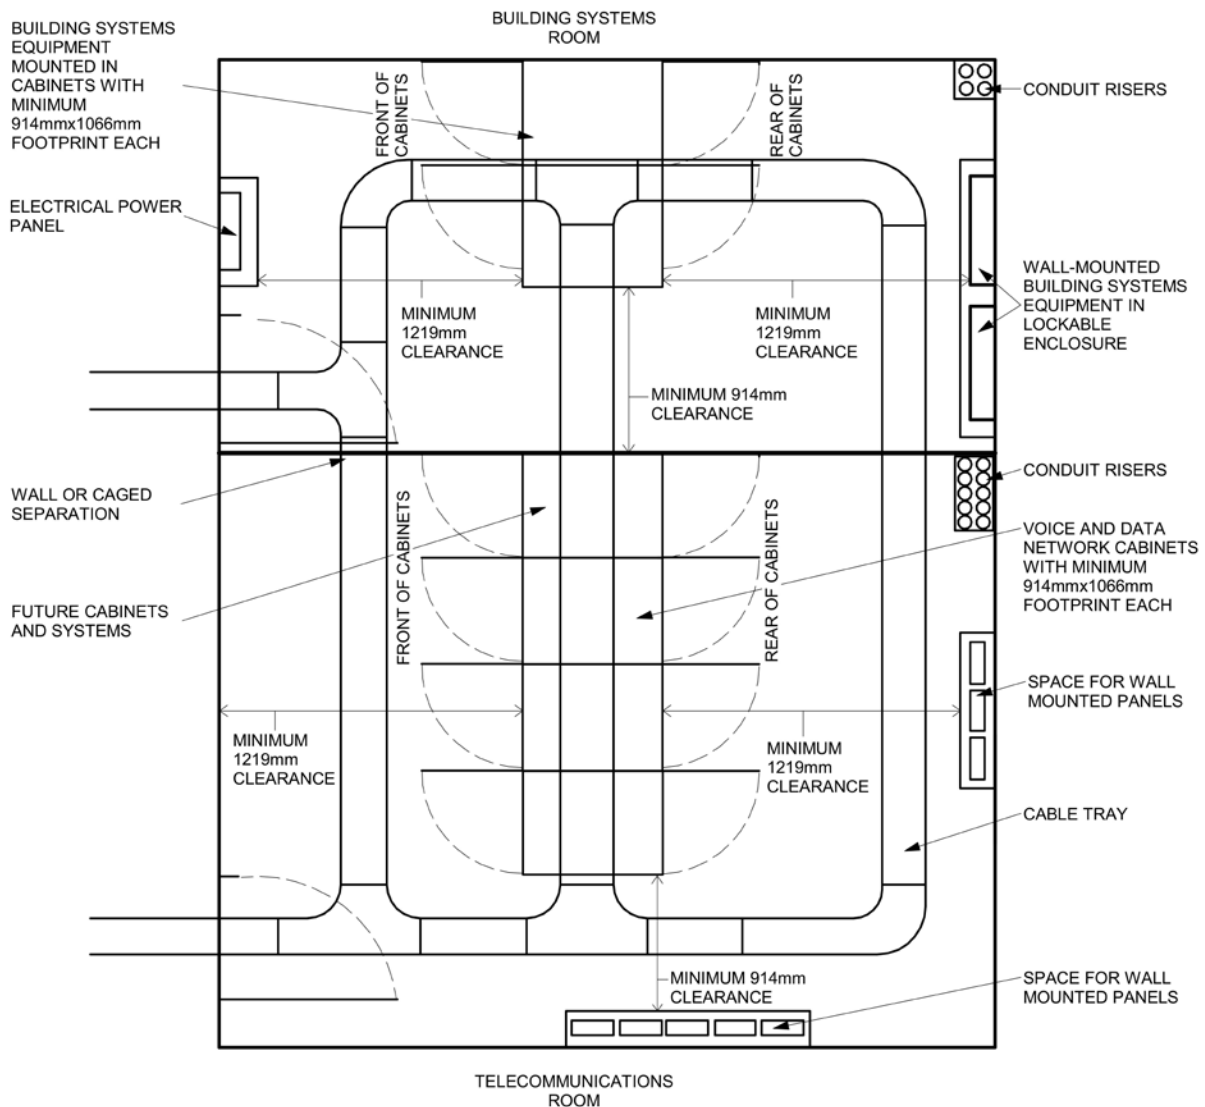 BUILDING SYSTEMS
ROOM
BUILDING SYSTEMS
EQUIPMENT
MOUNTED IN
CABINETS WITH
MINIMUM
914mmx1066mm
FOOTPRINT EACH
FRONT OF
CABINETS
REAR OF
CABINETS
CONDUIT RISERS
ELECTRICAL POWER
PANEL
WALL-MOUNTED
BUILDING SYSTEMS
EQUIPMENT IN
LOCKABLE
ENCLOSURE
MINIMUM
1219mm
CLEARANCE
MINIMUM
1219mm
CLEARANCE
MINIMUM 914mm
CLEARANCE
WALL OR CAGED
SEPARATION
CONDUIT RISERS
FRONT OF CABINETS
REAR OF CABINETS
VOICE AND DATA
NETWORK CABINETS
WITH MINIMUM
914mmx1066mm
FOOTPRINT EACH
FUTURE CABINETS
AND SYSTEMS
SPACE FOR WALL
MOUNTED PANELS
MINIMUM
1219mm
CLEARANCE
MINIMUM
1219mm
CLEARANCE
CABLE TRAY
MINIMUM 914mm
CLEARANCE
SPACE FOR WALL
MOUNTED PANELS
TELECOMMUNICATIONS
ROOM